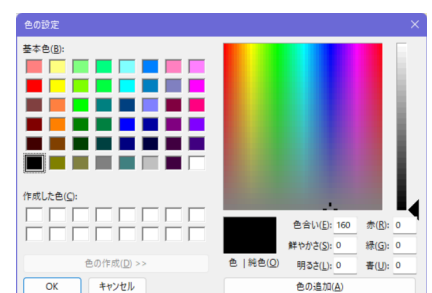 色の設定
基本色(B):
作成した色(C):
色の作成(D) >>
OK キャンセル
色 | 純色(O)
色合い(E): 160 赤(R): 0
鮮やかさ(S): 0 緑(G): 0
明るさ(L): 0 青(U): 0
色の追加(A)